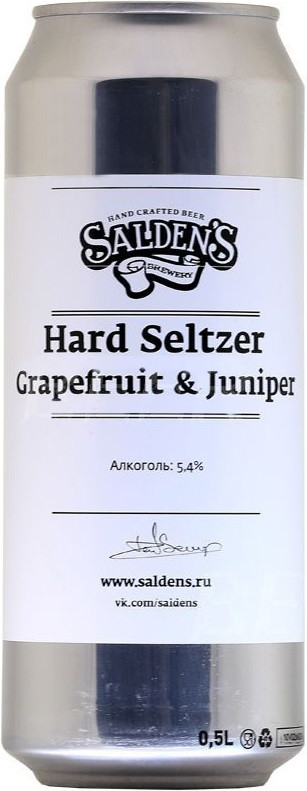 HAND CRAFTED BEER
SALDEN'S
BREWERY
Hard Seltzer
Grapefruit & Juniper
Алкоголь: 5,4%
www.saldens.ru
vk.com/saldens
0,5L